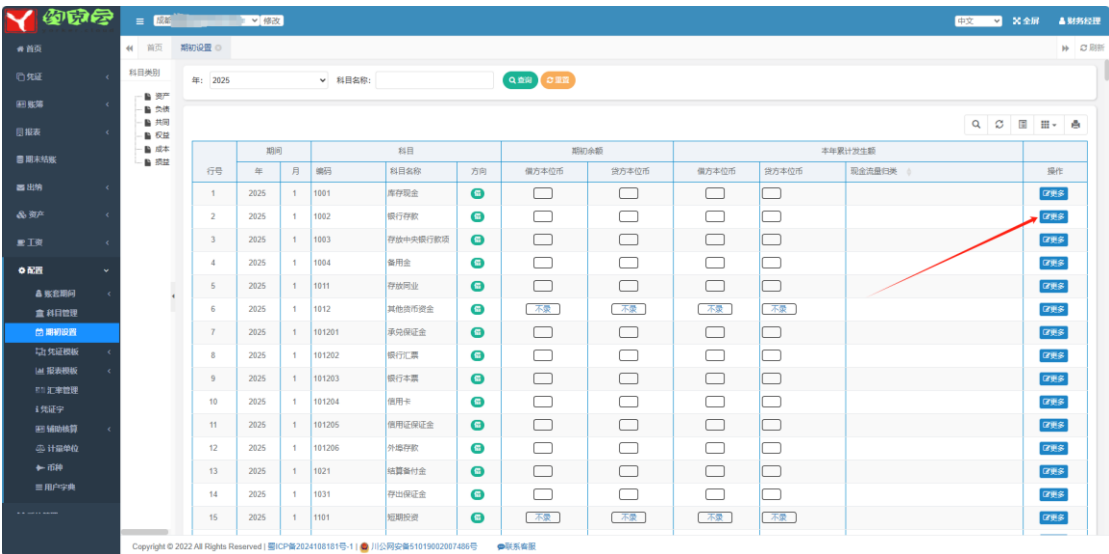 修改
中文
全屏
财务经理
首页
期初设置
刷新
首页
凭证
账簿
报表
期末结账
出纳
资产
工资
配置
账套期间
科目管理
期初设置
凭证模板
报表模板
汇率管理
凭证字
辅助核算
计量单位
币种
用户字典
科目类别
资产
负债
共同
权益
成本
损益
年: 2025 科目名称: 查询 重置
期间 科目 期初余额 本年累计发生额
行号 年 月 编码 科目名称 方向 借方本位币 贷方本位币 借方本位币 贷方本位币 现金流量归类 操作
1 2025 1 1001 库存现金 借 更多
2 2025 1 1002 银行存款 借 更多
3 2025 1 1003 存放中央银行款项 借 更多
4 2025 1 1004 备用金 借 更多
5 2025 1 1011 存放同业 借 更多
6 2025 1 1012 其他货币资金 借 不录 不录 不录 不录 更多
7 2025 1 101201 承兑保证金 借 更多
8 2025 1 101202 银行汇票 借 更多
9 2025 1 101203 银行本票 借 更多
10 2025 1 101204 信用卡 借 更多
11 2025 1 101205 信用证保证金 借 更多
12 2025 1 101206 外埠存款 借 更多
13 2025 1 1021 结算备付金 借 更多
14 2025 1 1031 存出保证金 借 更多
15 2025 1 1101 短期投资 借 不录 不录 不录 不录 更多
Copyright © 2022 All Rights Reserved | 蜀ICP备2024108181号-1 | 川公网安备51019002007486号 联系客服